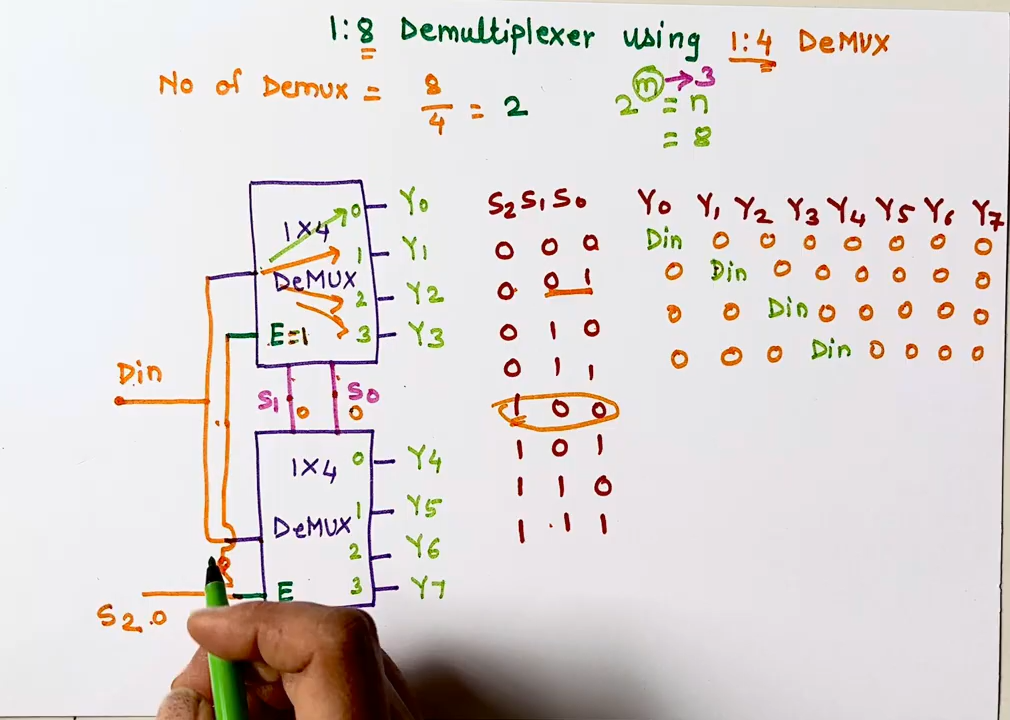 1:8 Demultiplexer using 1:4 DeMUX
No of Demux = 8/4 = 2
2^m = n
m → 3
= 8
1X4
DeMUX
E=1
0 Y0
1 Y1
2 Y2
3 Y3
Din
S1 S0
0 0
1X4
DeMUX
E
0 Y4
1 Y5
2 Y6
3 Y7
S2.0
S2 S1 S0 Y0 Y1 Y2 Y3 Y4 Y5 Y6 Y7
0 0 0 Din 0 0 0 0 0 0 0
0 0 1 0 Din 0 0 0 0 0 0
0 1 0 0 0 Din 0 0 0 0 0
0 1 1 0 0 0 Din 0 0 0 0
1 0 0
1 0 1
1 1 0
1 1 1